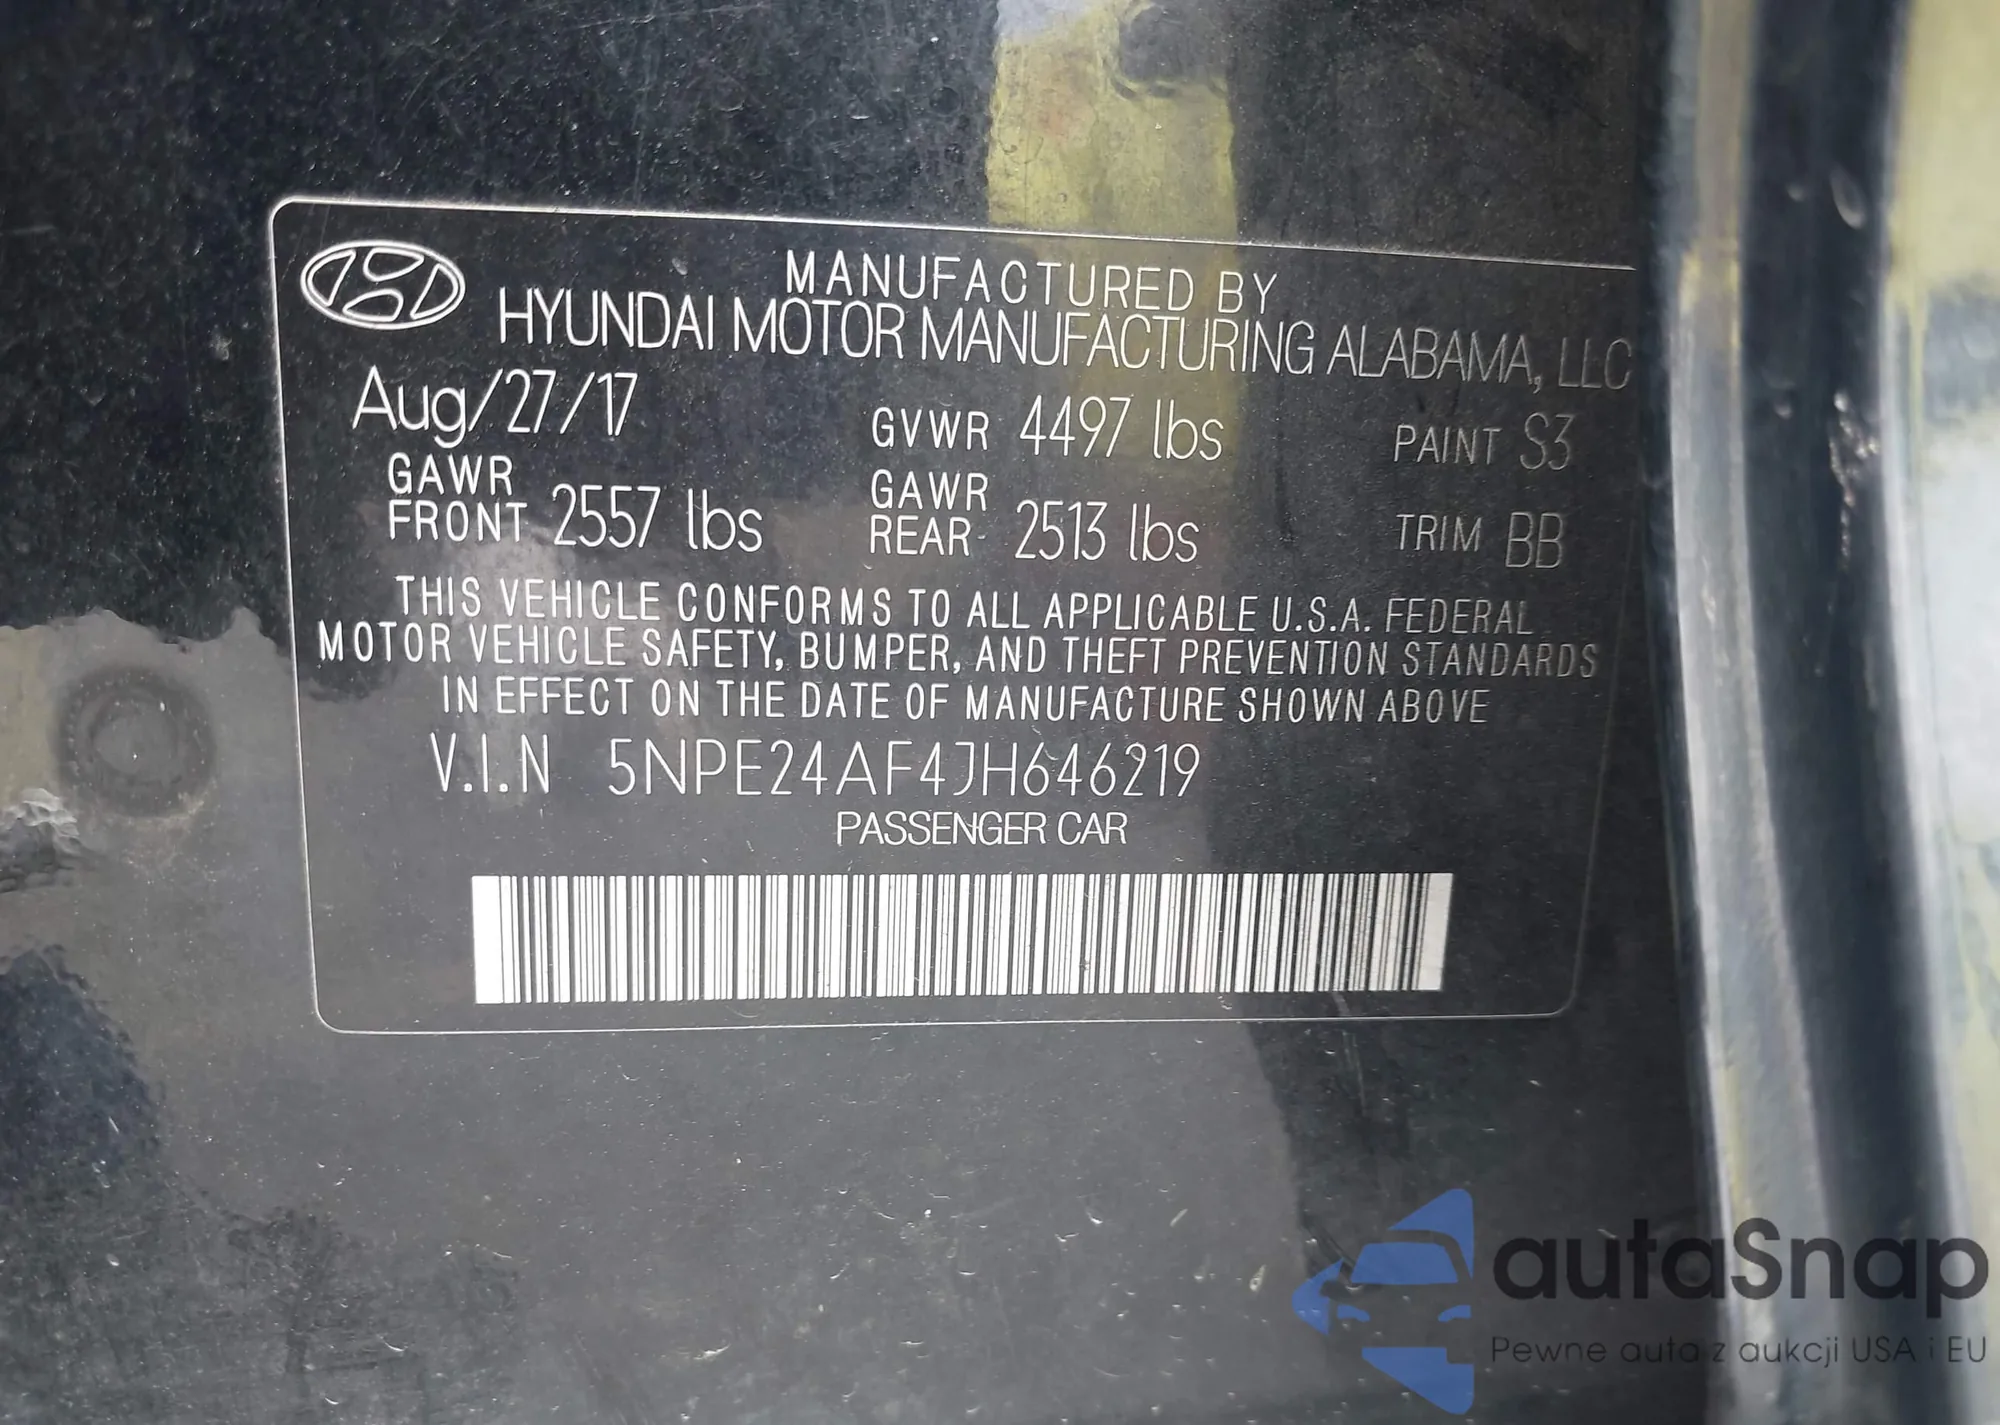 MANUFACTURED BY
HYUNDAI MOTOR MANUFACTURING ALABAMA, LLC
Aug/27/17 GVWR 4497 lbs PAINT S3
GAWR FRONT 2557 lbs GAWR REAR 2513 lbs TRIM BB
THIS VEHICLE CONFORMS TO ALL APPLICABLE U.S.A. FEDERAL
MOTOR VEHICLE SAFETY, BUMPER, AND THEFT PREVENTION STANDARDS
IN EFFECT ON THE DATE OF MANUFACTURE SHOWN ABOVE
V.I.N 5NPE24AF4JH646219
PASSENGER CAR
autaSnap
Pewne auta z aukcji USA i EU